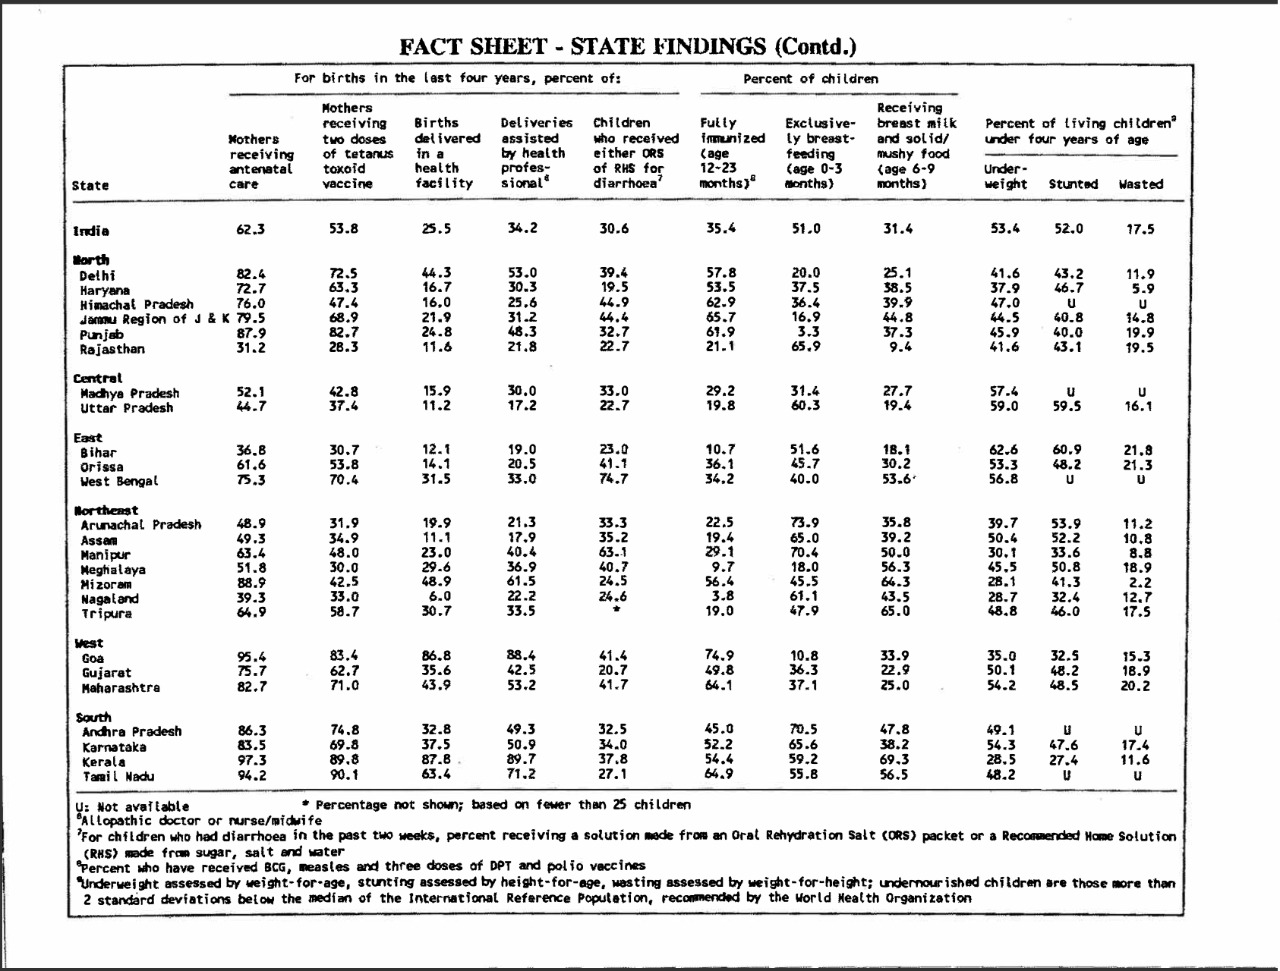 FACT SHEET - STATE FINDINGS (Contd.)
For births in the last four years, percent of: Percent of children
Mothers Receiving
receiving Births Deliveries Children Fully Exclusive- breast milk Percent of living children⁹
Mothers two doses delivered assisted who received immunized ly breast- and solid/ under four years of age
receiving of tetanus in a by health either ORS (age feeding mushy food
antenatal toxoid health profes- of RHS for 12-23 (age 0-3 (age 6-9 Under-
State care vaccine facility sional⁶ diarrhoea⁷ months)⁸ months) months) weight Stunted Wasted
India 62.3 53.8 25.5 34.2 30.6 35.4 51.0 31.4 53.4 52.0 17.5
North
Delhi 82.4 72.5 44.3 53.0 39.4 57.8 20.0 25.1 41.6 43.2 11.9
Haryana 72.7 63.3 16.7 30.3 19.5 53.5 37.5 38.5 37.9 46.7 5.9
Himachal Pradesh 76.0 47.4 16.0 25.6 44.9 62.9 36.4 39.9 47.0 U U
Jammu Region of J & K 79.5 68.9 21.9 31.2 44.4 65.7 16.9 44.8 44.5 40.8 14.8
Punjab 87.9 82.7 24.8 48.3 32.7 61.9 3.3 37.3 45.9 40.0 19.9
Rajasthan 31.2 28.3 11.6 21.8 22.7 21.1 65.9 9.4 41.6 43.1 19.5
Central
Madhya Pradesh 52.1 42.8 15.9 30.0 33.0 29.2 31.4 27.7 57.4 U U
Uttar Pradesh 44.7 37.4 11.2 17.2 22.7 19.8 60.3 19.4 59.0 59.5 16.1
East
Bihar 36.8 30.7 12.1 19.0 23.0 10.7 51.6 18.1 62.6 60.9 21.8
Orissa 61.6 53.8 14.1 20.5 41.1 36.1 45.7 30.2 53.3 48.2 21.3
West Bengal 75.3 70.4 31.5 33.0 74.7 34.2 40.0 53.6 56.8 U U
Northeast
Arunachal Pradesh 48.9 31.9 19.9 21.3 33.3 22.5 73.9 35.8 39.7 53.9 11.2
Assam 49.3 34.9 11.1 17.9 35.2 19.4 65.0 39.2 50.4 52.2 10.8
Manipur 63.4 48.0 23.0 40.4 63.1 29.1 70.4 50.0 30.1 33.6 8.8
Meghalaya 51.8 30.0 29.6 36.9 40.7 9.7 18.0 56.3 45.5 50.8 18.9
Mizoram 88.9 42.5 48.9 61.5 24.5 56.4 45.5 64.3 28.1 41.3 2.2
Nagaland 39.3 33.0 6.0 22.2 24.6 3.8 61.1 43.5 28.7 32.4 12.7
Tripura 64.9 58.7 30.7 33.5 * 19.0 47.9 65.0 48.8 46.0 17.5
West
Goa 95.4 83.4 86.8 88.4 41.4 74.9 10.8 33.9 35.0 32.5 15.3
Gujarat 75.7 62.7 35.6 42.5 20.7 49.8 36.3 22.9 50.1 48.2 18.9
Maharashtra 82.7 71.0 43.9 53.2 41.7 64.1 37.1 25.0 54.2 48.5 20.2
South
Andhra Pradesh 86.3 74.8 32.8 49.3 32.5 45.0 70.5 47.8 49.1 U U
Karnataka 83.5 69.8 37.5 50.9 34.0 52.2 65.6 38.2 54.3 47.6 17.4
Kerala 97.3 89.8 87.8 89.7 37.8 54.4 59.2 69.3 28.5 27.4 11.6
Tamil Nadu 94.2 90.1 63.4 71.2 27.1 64.9 55.8 56.5 48.2 U U
U: Not available * Percentage not shown; based on fewer than 25 children
⁶Allopathic doctor or nurse/midwife
⁷For children who had diarrhoea in the past two weeks, percent receiving a solution made from an Oral Rehydration Salt (ORS) packet or a Recommended Home Solution
(RHS) made from sugar, salt and water
⁸Percent who have received BCG, measles and three doses of DPT and polio vaccines
⁹Underweight assessed by weight-for-age, stunting assessed by height-for-age, wasting assessed by weight-for-height; undernourished children are those more than
2 standard deviations below the median of the International Reference Population, recommended by the World Health Organization